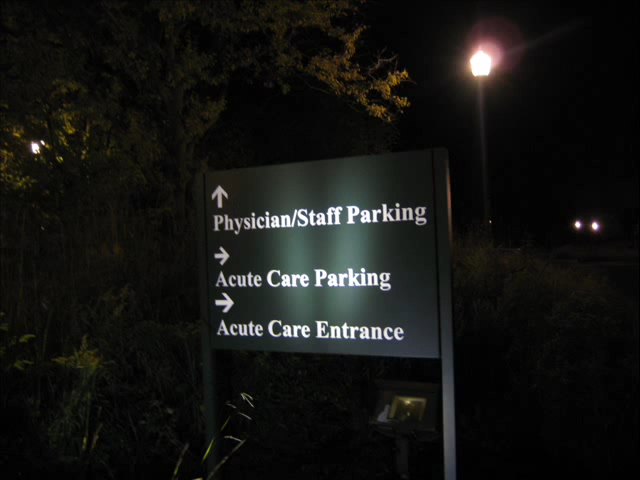 Physician/Staff Parking
Acute Care Parking
Acute Care Entrance